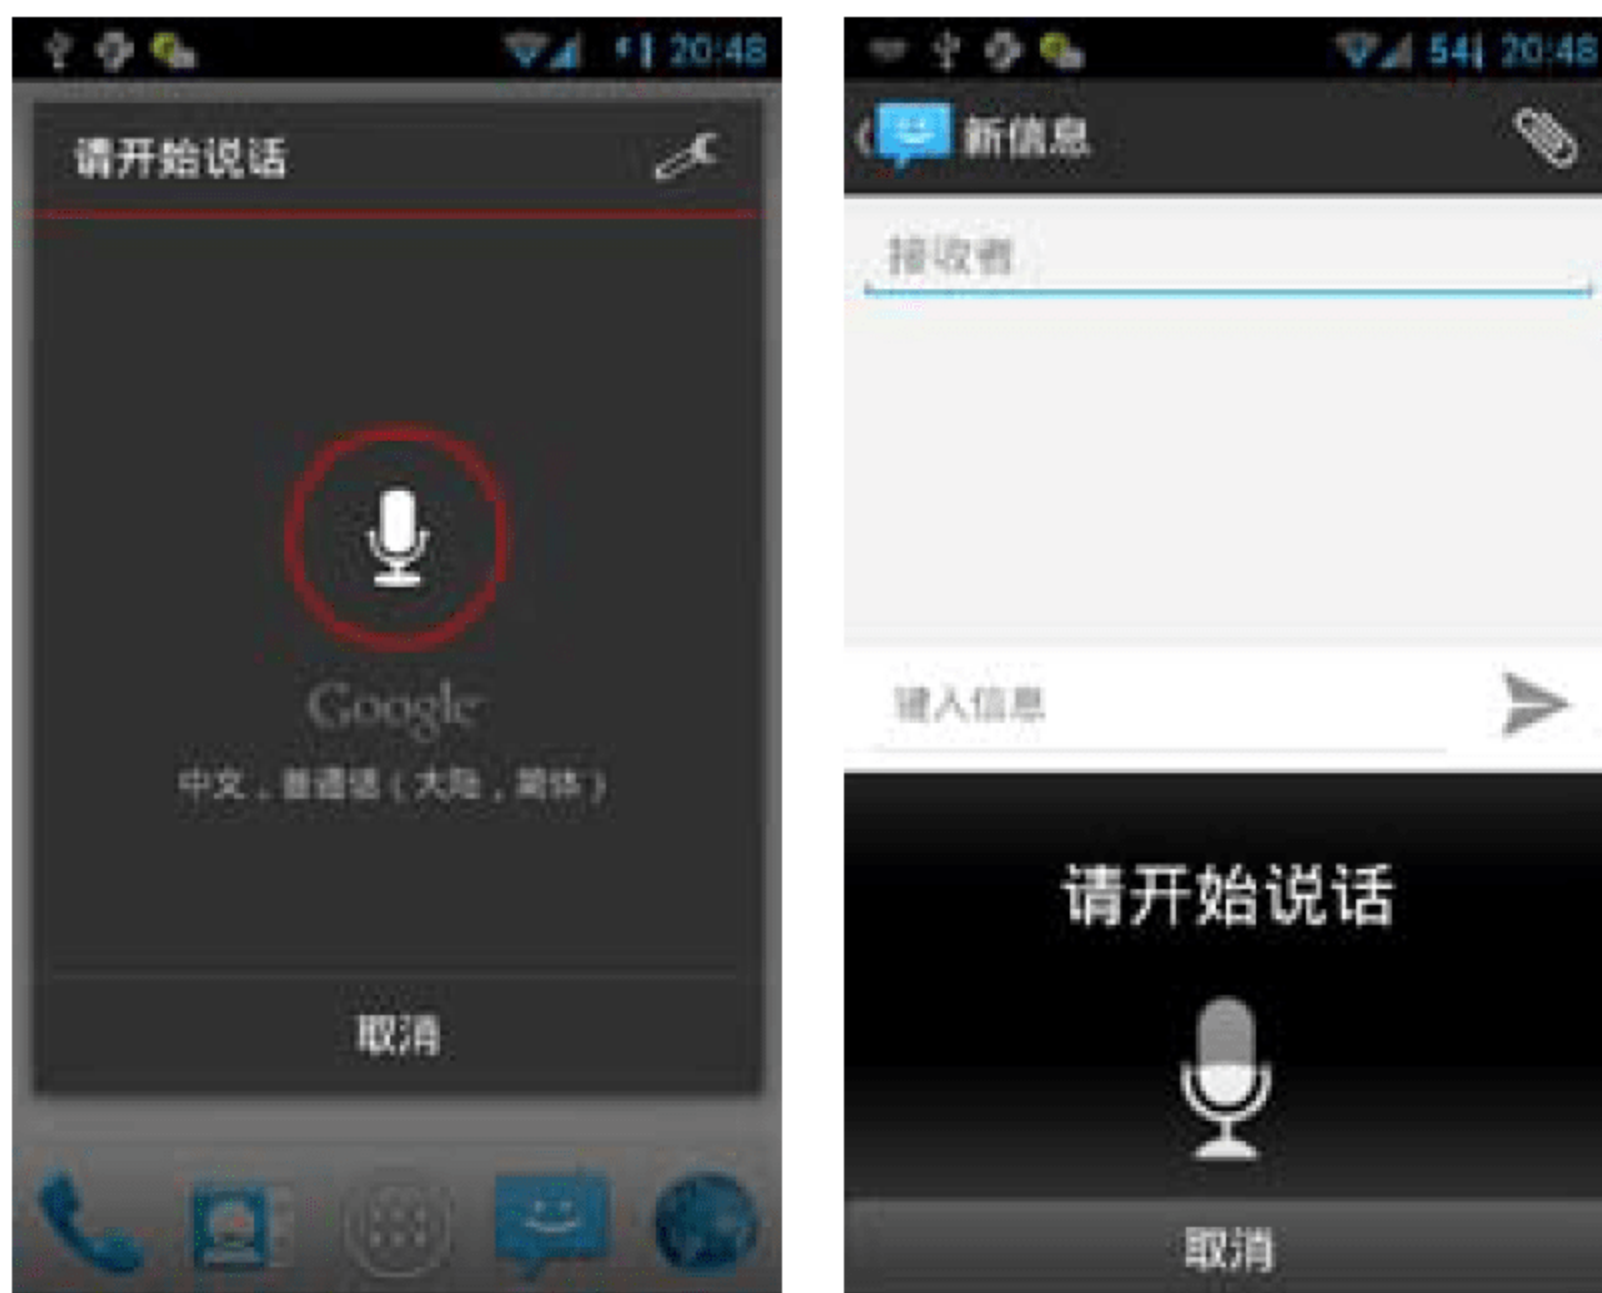 20:48
请开始说话
Google
中文，普通话（大陆，简体）
取消
54 20:48
新信息
接收者
键入信息
请开始说话
取消